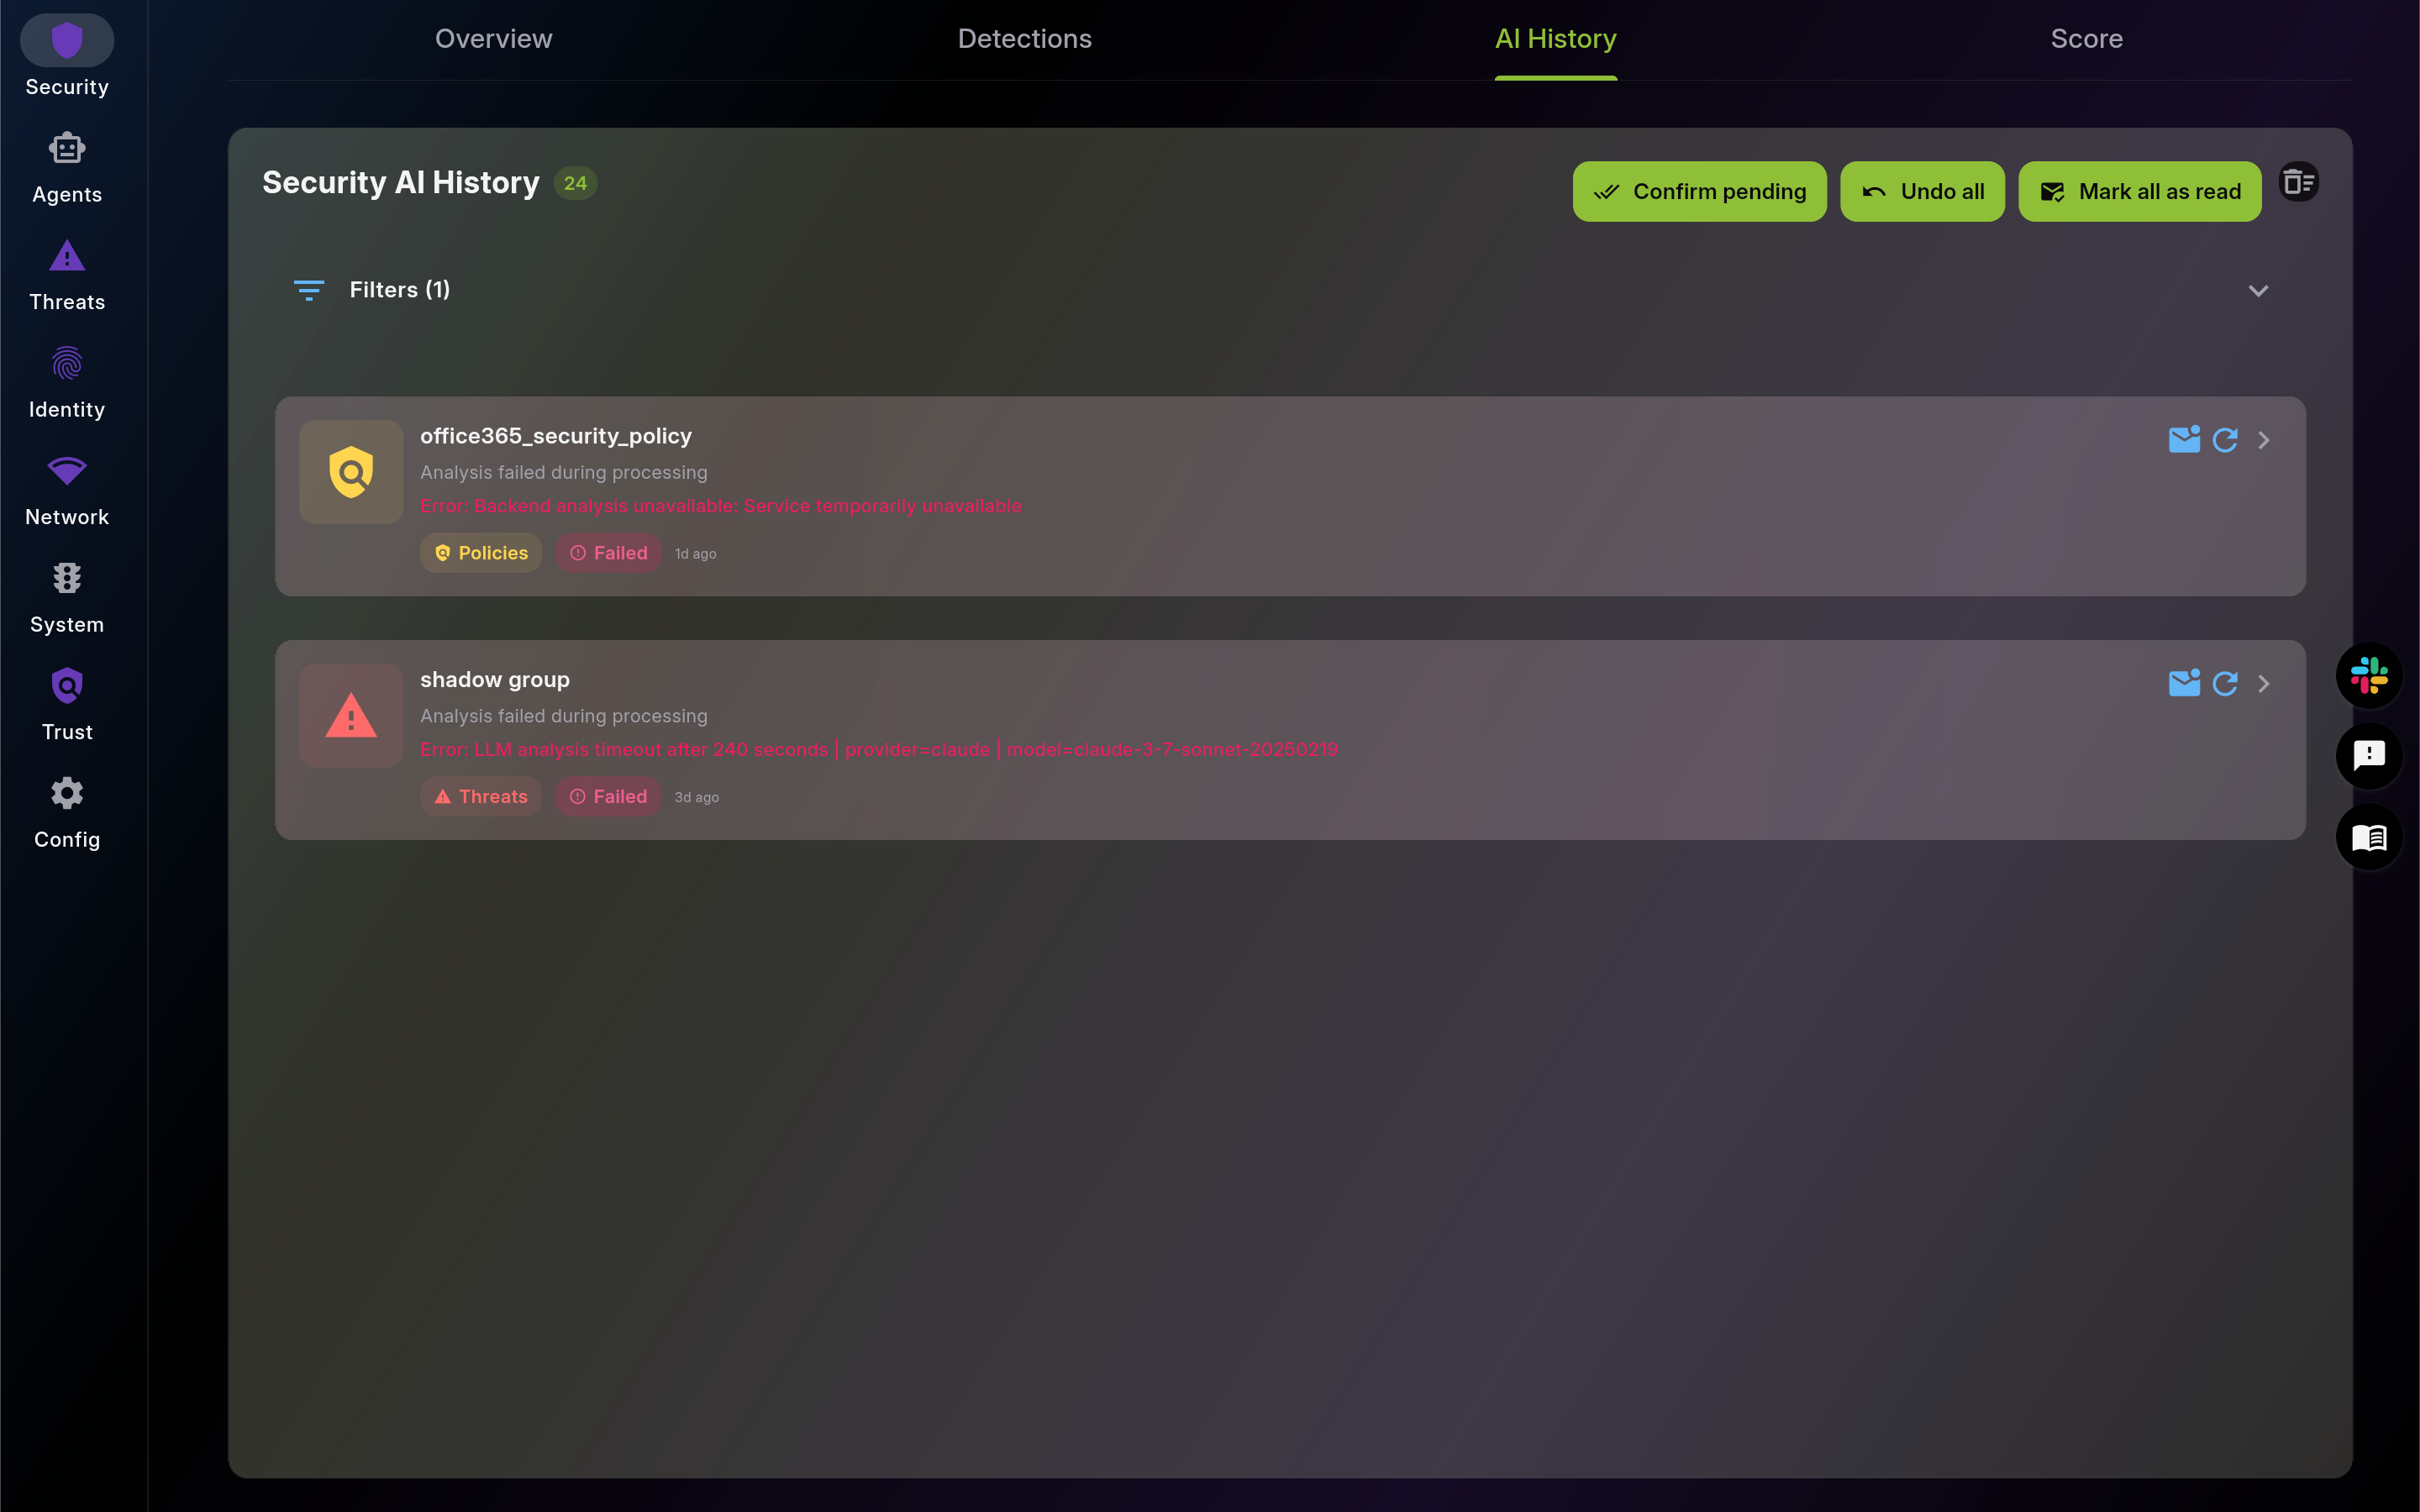 Security
Agents
Threats
Identity
Network
System
Trust
Config
Overview
Detections
AI History
Score
Security AI History 24
Confirm pending
Undo all
Mark all as read
Filters (1)
office365_security_policy
Analysis failed during processing
Error: Backend analysis unavailable: Service temporarily unavailable
Policies Failed 1d ago
shadow group
Analysis failed during processing
Error: LLM analysis timeout after 240 seconds | provider=claude | model=claude-3-7-sonnet-20250219
Threats Failed 3d ago